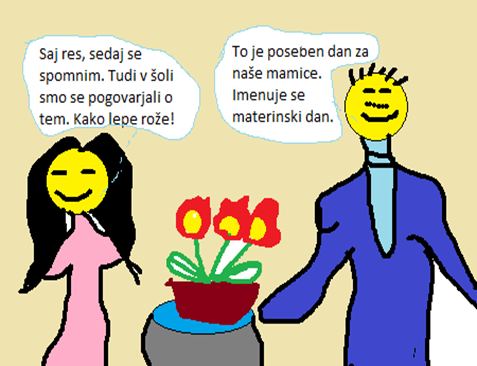 Saj res, sedaj se
spomnim. Tudi v šoli
smo se pogovarjali o
tem. Kako lepe rože!
To je poseben dan za
naše mamice.
Imenuje se
materinski dan.